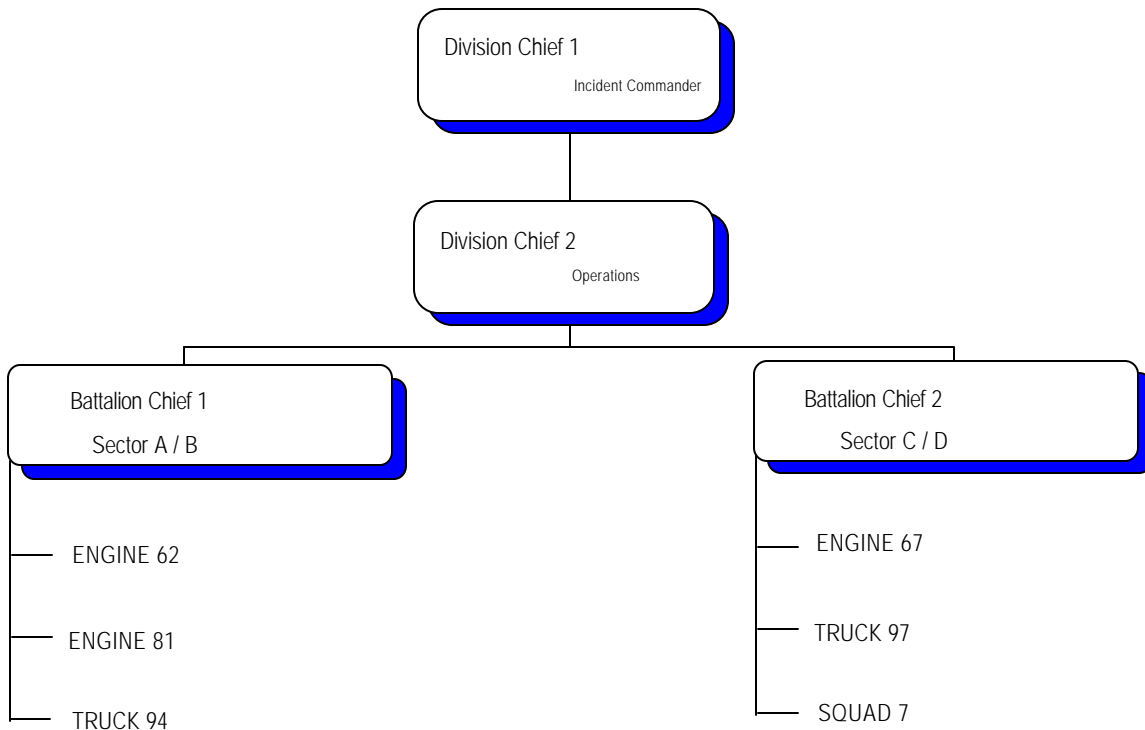 Division Chief 1
Incident Commander
Division Chief 2
Operations
Battalion Chief 1
Sector A / B
ENGINE 62
ENGINE 81
TRUCK 94
Battalion Chief 2
Sector C / D
ENGINE 67
TRUCK 97
SQUAD 7